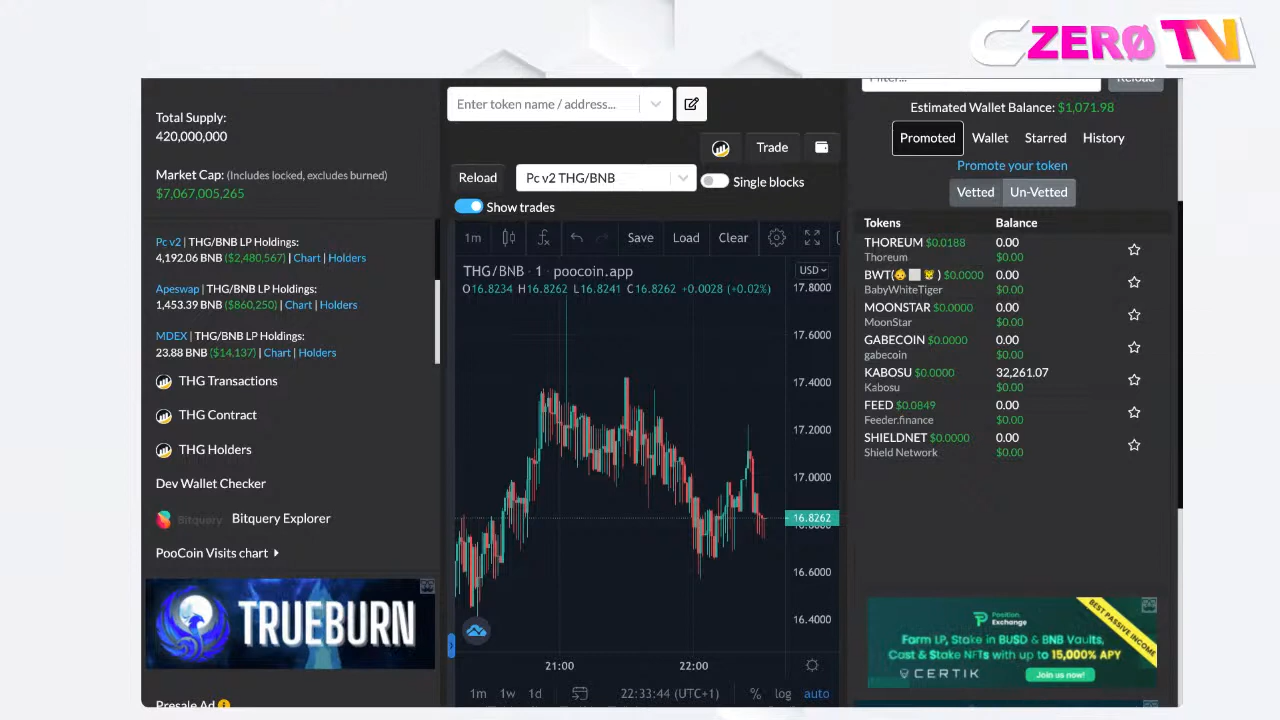 CZERØ TV
Total Supply:
420,000,000
Market Cap: (Includes locked, excludes burned)
$7,067,005,265
Pc v2 | THG/BNB LP Holdings:
4,192.06 BNB ($2,480,567) | Chart | Holders
Apeswap | THG/BNB LP Holdings:
1,453.39 BNB ($860,250) | Chart | Holders
MDEX | THG/BNB LP Holdings:
23.88 BNB ($14,137) | Chart | Holders
THG Transactions
THG Contract
THG Holders
Dev Wallet Checker
Bitquery Bitquery Explorer
PooCoin Visits chart
TRUEBURN
Presale Ad
Enter token name / address...
Trade
Reload Pc v2 THG/BNB Single blocks
Show trades
1m Save Load Clear
THG/BNB · 1 · poocoin.app
USD
O16.8234 H16.8262 L16.8241 C16.8262 +0.0028 (+0.02%)
17.8000
17.6000
17.4000
17.2000
17.0000
16.8262
16.6000
16.4000
21:00 22:00
1m 1w 1d 22:33:44 (UTC+1) % log auto
Filter... Reload
Estimated Wallet Balance: $1,071.98
Promoted Wallet Starred History
Promote your token
Vetted Un-Vetted
Tokens Balance
THOREUM $0.0188 0.00
Thoreum $0.00
BWT(👶⬜🐯) $0.0000 0.00
BabyWhiteTiger $0.00
MOONSTAR $0.0000 0.00
MoonStar $0.00
GABECOIN $0.0000 0.00
gabecoin $0.00
KABOSU $0.0000 32,261.07
Kabosu $0.00
FEED $0.0849 0.00
Feeder.finance $0.00
SHIELDNET $0.0000 0.00
Shield Network $0.00
Position Exchange
BEST PASSIVE INCOME
Farm LP, Stake in BUSD & BNB Vaults,
Cast & Stake NFTs with up to 15,000% APY
CERTIK Join us now!